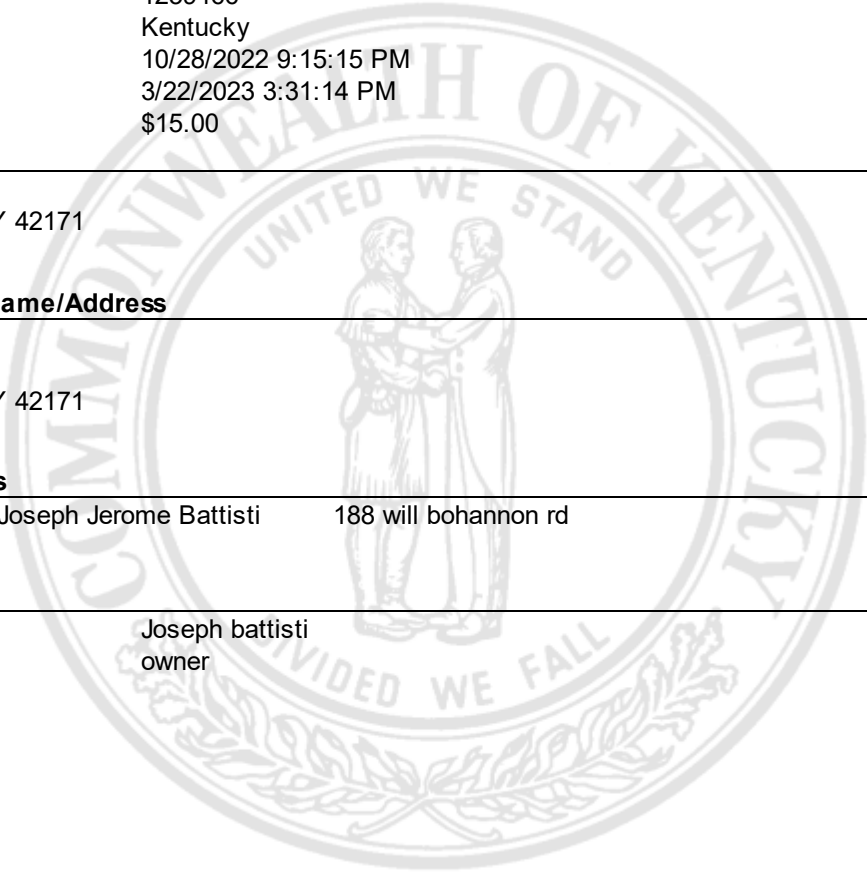 Kentucky
10/28/2022 9:15:15 PM
3/22/2023 3:31:14 PM
$15.00
42171
ame/Address
42171
s
Joseph Jerome Battisti 188 will bohannon rd
Joseph battisti
owner
COMMONWEALTH OF KENTUCKY
UNITED WE STAND
DIVIDED WE FALL